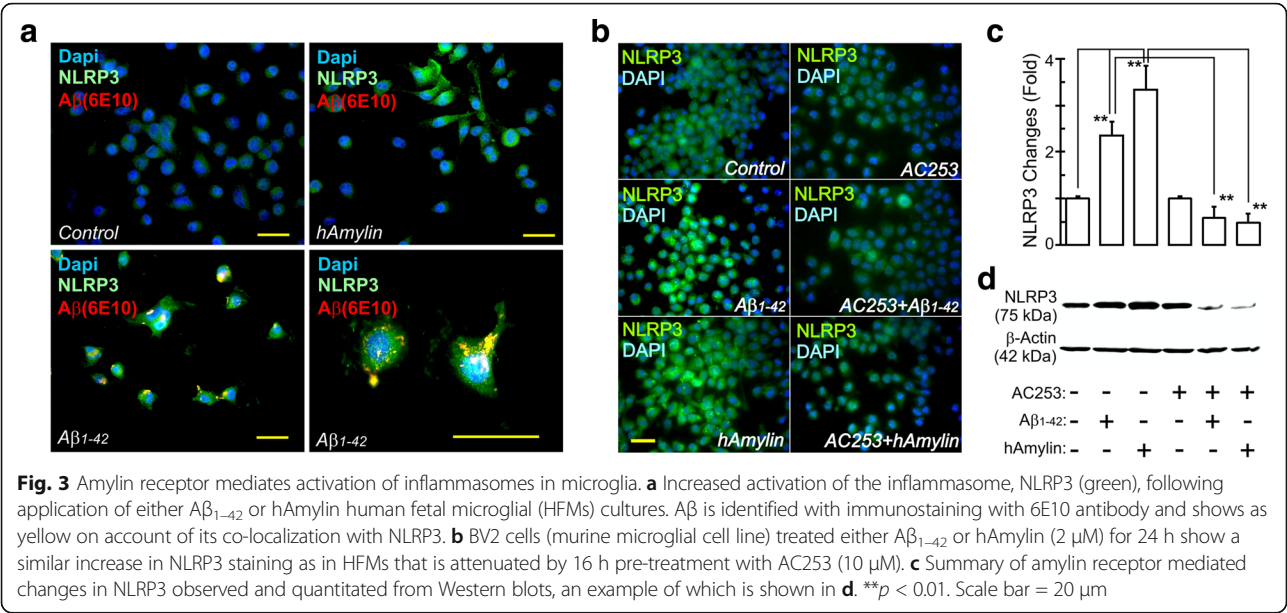 a
Dapi
NLRP3
Aβ(6E10)
Control
Dapi
NLRP3
Aβ(6E10)
hAmylin
Dapi
NLRP3
Aβ(6E10)
Aβ1-42
Dapi
NLRP3
Aβ(6E10)
Aβ1-42
b
NLRP3
DAPI
Control
NLRP3
DAPI
AC253
NLRP3
DAPI
Aβ1-42
NLRP3
DAPI
AC253+Aβ1-42
NLRP3
DAPI
hAmylin
NLRP3
DAPI
AC253+hAmylin
c
NLRP3 Changes (Fold)
4
2
0
**
**
**
**
d
NLRP3
(75 kDa)
β-Actin
(42 kDa)
AC253: - - - + + +
Aβ1-42: - + - - + -
hAmylin: - - + - - +
Fig. 3 Amylin receptor mediates activation of inflammasomes in microglia. a Increased activation of the inflammasome, NLRP3 (green), following
application of either Aβ1–42 or hAmylin human fetal microglial (HFMs) cultures. Aβ is identified with immunostaining with 6E10 antibody and shows as
yellow on account of its co-localization with NLRP3. b BV2 cells (murine microglial cell line) treated either Aβ1–42 or hAmylin (2 μM) for 24 h show a
similar increase in NLRP3 staining as in HFMs that is attenuated by 16 h pre-treatment with AC253 (10 μM). c Summary of amylin receptor mediated
changes in NLRP3 observed and quantitated from Western blots, an example of which is shown in d. **p < 0.01. Scale bar = 20 μm